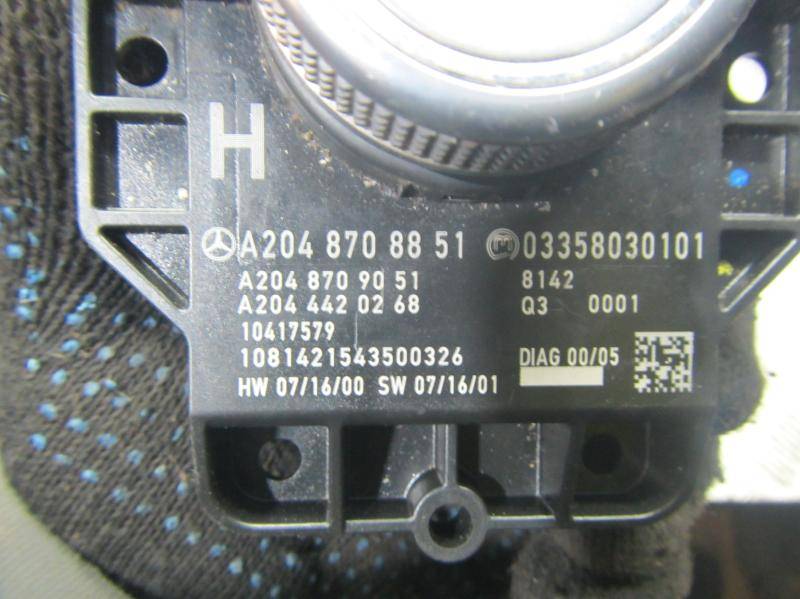 H
A204 870 88 51 03358030101
A204 870 90 51 8142
A204 442 02 68 Q3 0001
10417579
1081421543500326 DIAG 00/05
HW 07/16/00 SW 07/16/01